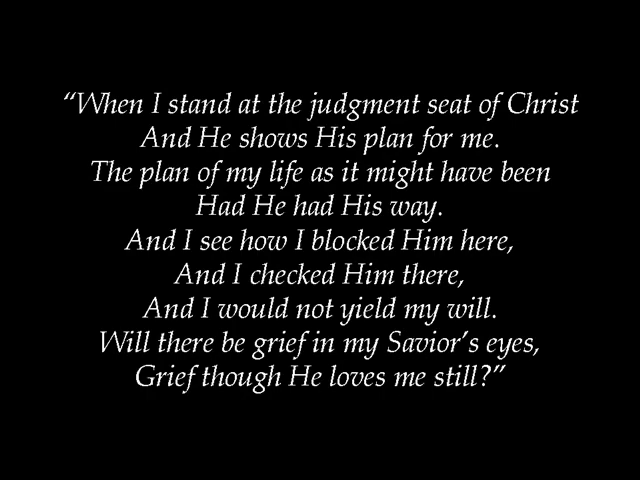 “When I stand at the judgment seat of Christ
And He shows His plan for me.
The plan of my life as it might have been
Had He had His way.
And I see how I blocked Him here,
And I checked Him there,
And I would not yield my will.
Will there be grief in my Savior’s eyes,
Grief though He loves me still?”